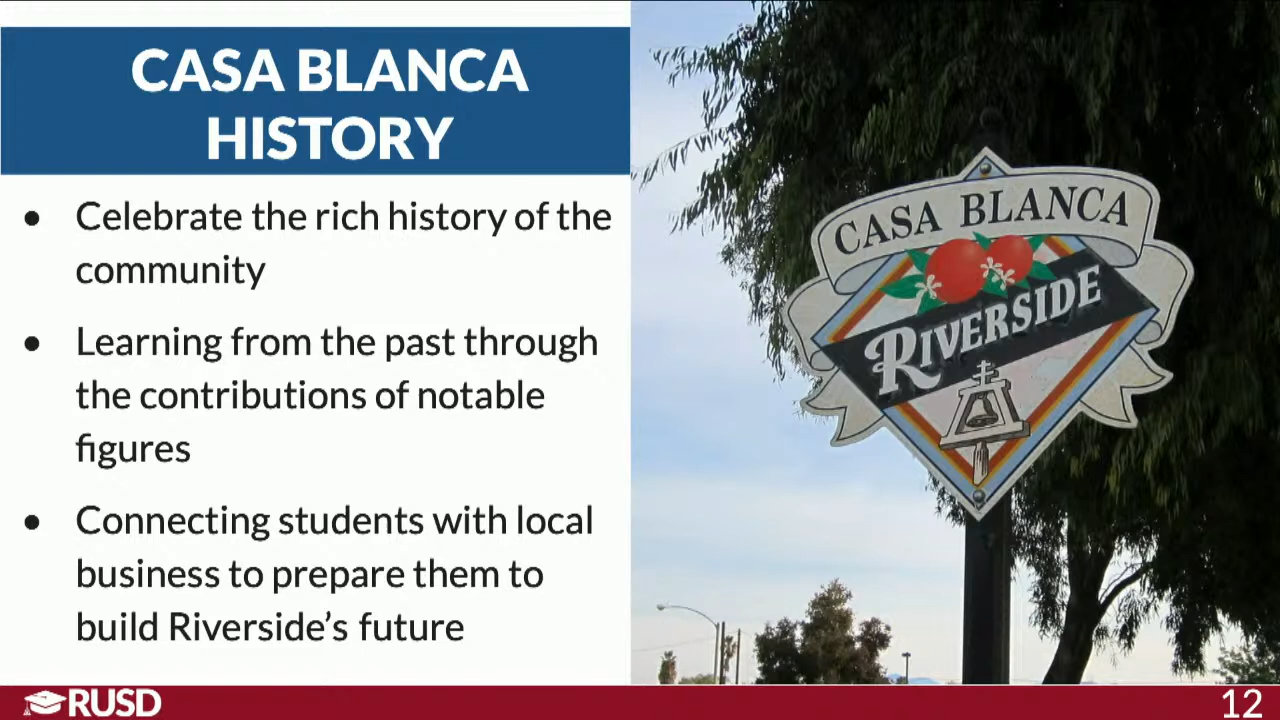 CASA BLANCA
HISTORY
• Celebrate the rich history of the
community
• Learning from the past through
the contributions of notable
figures
• Connecting students with local
business to prepare them to
build Riverside’s future
CASA BLANCA
RIVERSIDE
RUSD
12